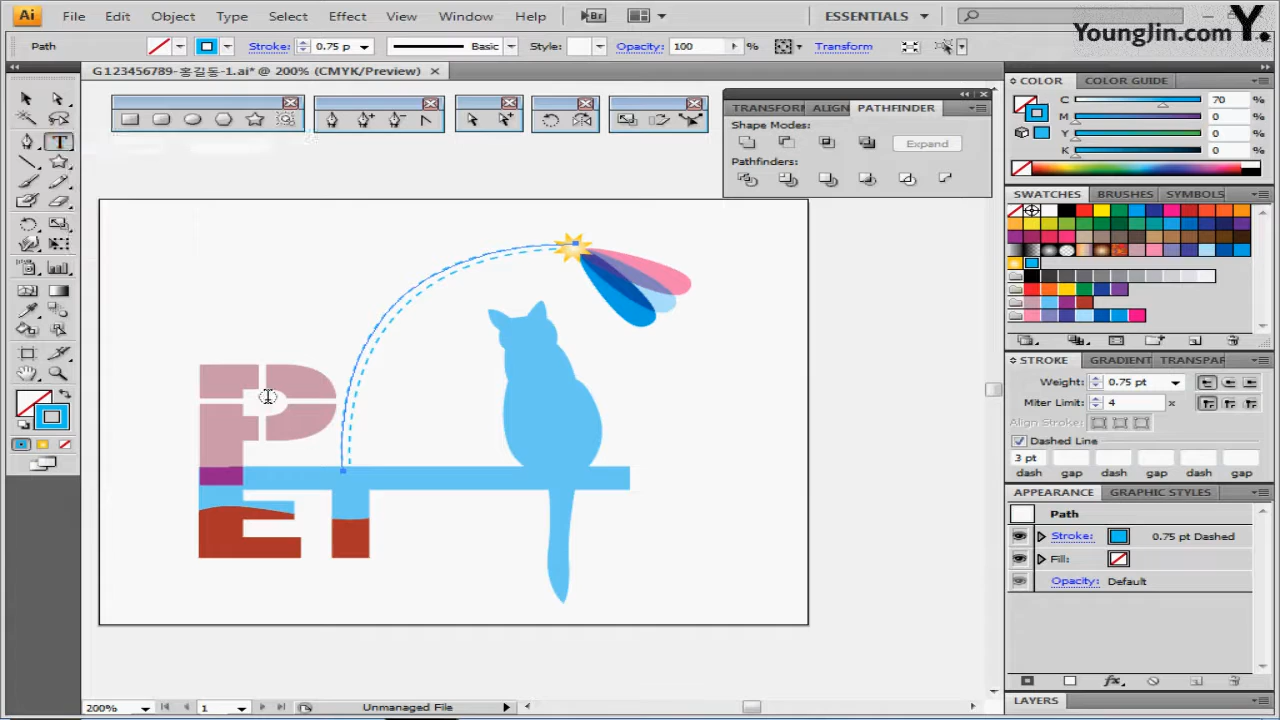 Ai File Edit Object Type Select Effect View Window Help Br ESSENTIALS
YoungJin.com Y.
Path Stroke: 0.75 p Basic Style: Opacity: 100 % Transform
G123456789-홍길동-1.ai* @ 200% (CMYK/Preview)
TRANSFORM ALIGN PATHFINDER
Shape Modes:
Expand
Pathfinders:
COLOR COLOR GUIDE
C 70 %
M 0 %
Y 0 %
K 0 %
SWATCHES BRUSHES SYMBOLS
STROKE GRADIENT TRANSPAR
Weight: 0.75 pt
Miter Limit: 4 x
Align Stroke:
Dashed Line
3 pt
dash gap dash gap dash gap
APPEARANCE GRAPHIC STYLES
Path
Stroke: 0.75 pt Dashed
Fill:
Opacity: Default
fx
LAYERS
PET
200% 1 Unmanaged File